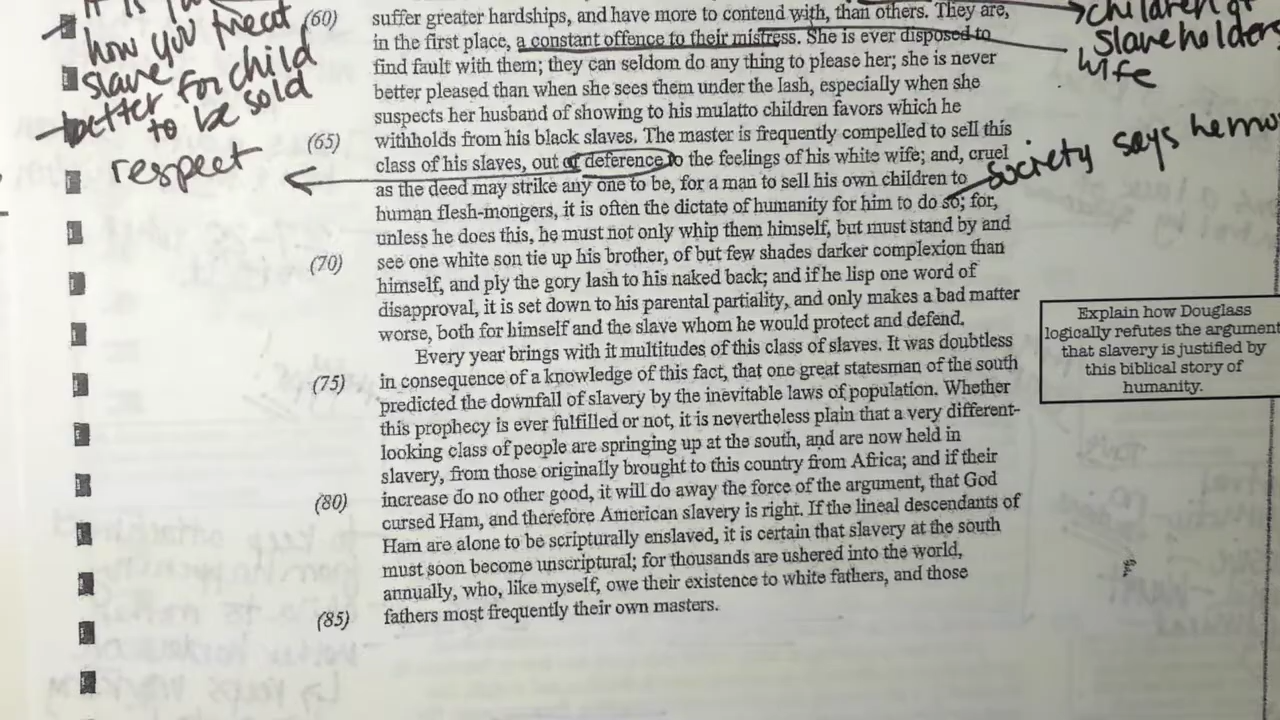 how you treat
slave
better for child
to be sold
respect
(60) suffer greater hardships, and have more to contend with, than others. They are,
in the first place, a constant offence to their mistress. She is ever disposed to
find fault with them; they can seldom do any thing to please her; she is never
better pleased than when she sees them under the lash, especially when she
suspects her husband of showing to his mulatto children favors which he
(65) withholds from his black slaves. The master is frequently compelled to sell this
class of his slaves, out of deference to the feelings of his white wife; and, cruel
as the deed may strike any one to be, for a man to sell his own children to
human flesh-mongers, it is often the dictate of humanity for him to do so; for,
unless he does this, he must not only whip them himself, but must stand by and
(70) see one white son tie up his brother, of but few shades darker complexion than
himself, and ply the gory lash to his naked back; and if he lisp one word of
disapproval, it is set down to his parental partiality, and only makes a bad matter
worse, both for himself and the slave whom he would protect and defend.
Every year brings with it multitudes of this class of slaves. It was doubtless
(75) in consequence of a knowledge of this fact, that one great statesman of the south
predicted the downfall of slavery by the inevitable laws of population. Whether
this prophecy is ever fulfilled or not, it is nevertheless plain that a very different-
looking class of people are springing up at the south, and are now held in
slavery, from those originally brought to this country from Africa; and if their
(80) increase do no other good, it will do away the force of the argument, that God
cursed Ham, and therefore American slavery is right. If the lineal descendants of
Ham are alone to be scripturally enslaved, it is certain that slavery at the south
must soon become unscriptural; for thousands are ushered into the world,
annually, who, like myself, owe their existence to white fathers, and those
(85) fathers most frequently their own masters.
children of
slaveholders
wife
society says he
Explain how Douglass
logically refutes the argument
that slavery is justified by
this biblical story of
humanity.